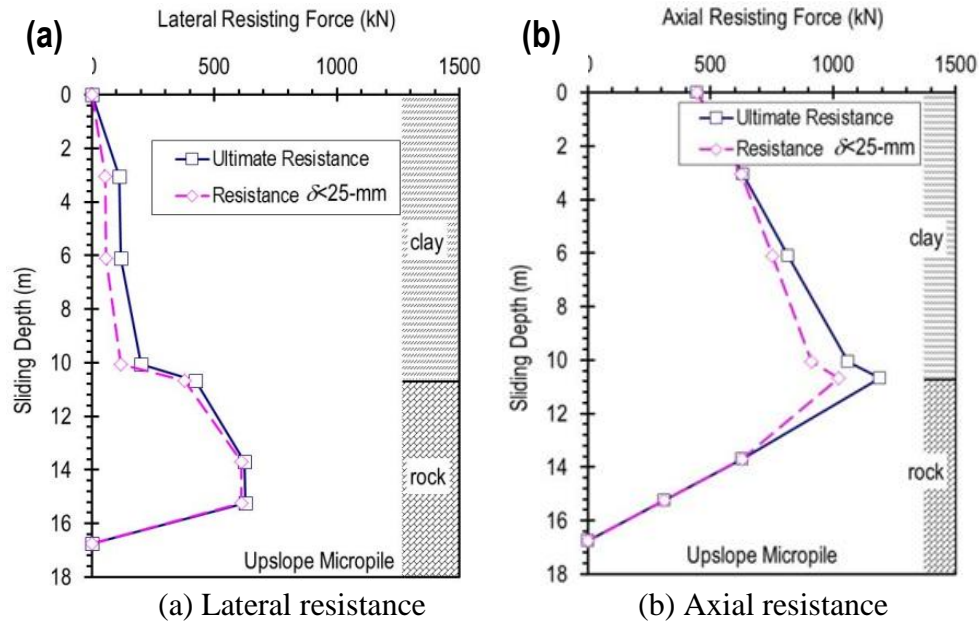 (a)
Lateral Resisting Force (kN)
0 500 1000 1500
0
2
4
6
8
10
12
14
16
18
Sliding Depth (m)
Ultimate Resistance
Resistance δ<25-mm
clay
rock
Upslope Micropile
(a) Lateral resistance
(b)
Axial Resisting Force (kN)
0 500 1000 1500
0
2
4
6
8
10
12
14
16
18
Sliding Depth (m)
Ultimate Resistance
Resistance δ<25-mm
clay
rock
Upslope Micropile
(b) Axial resistance